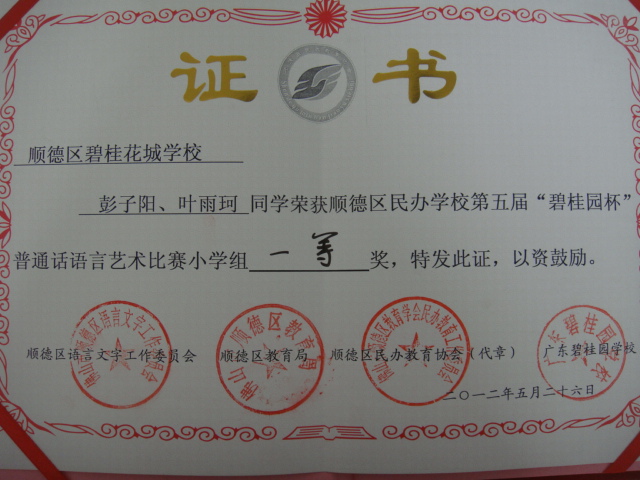 证书
顺德区碧桂花城学校
彭子阳、叶雨珂 同学荣获顺德区民办学校第五届“碧桂园杯”
普通话语言艺术比赛小学组 一等 奖，特发此证，以资鼓励。
顺德区语言文字工作委员会 顺德区教育局 顺德区民办教育协会（代章） 广东碧桂园学校
二〇一二年五月二十六日